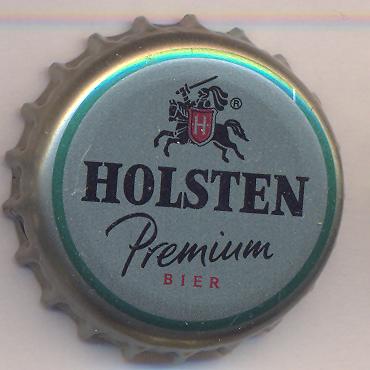 ®
H
HOLSTEN
Premium
BIER